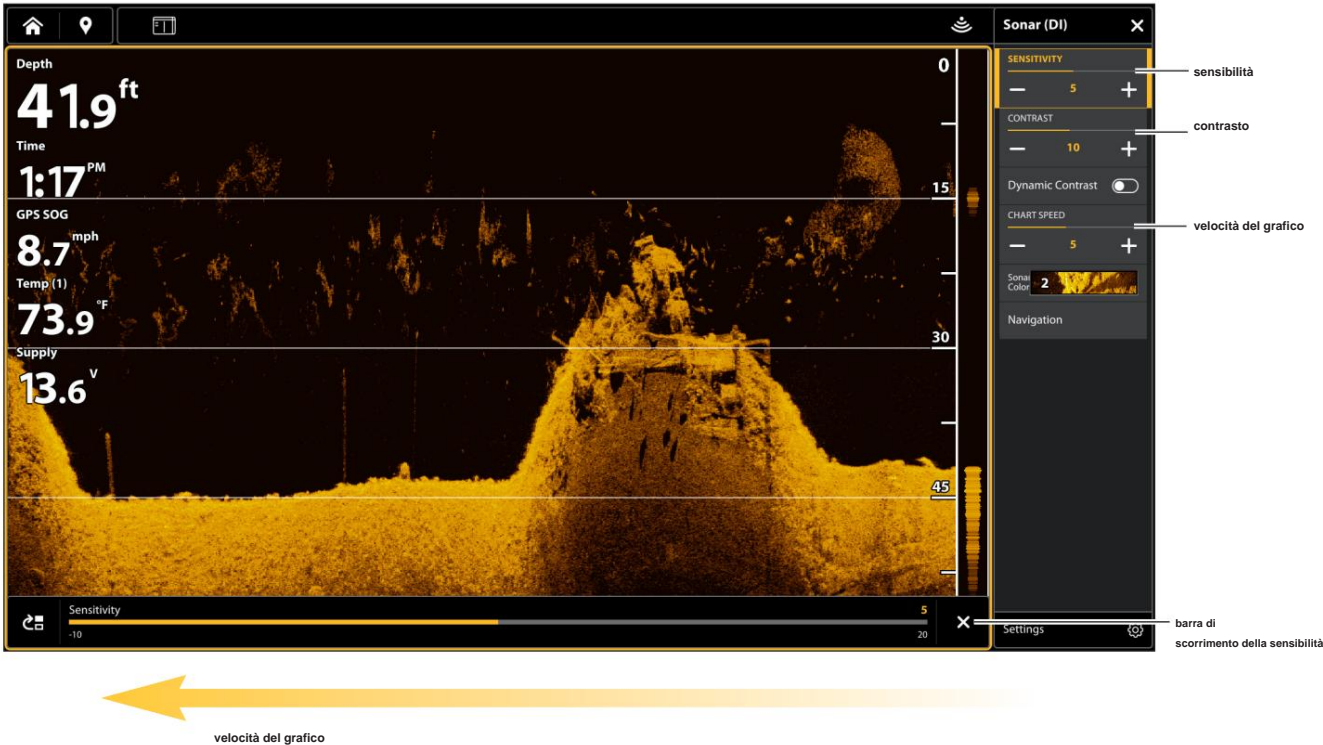 Sonar (DI)
Depth
41.9 ft
Time
1:17 PM
GPS SOG
8.7 mph
Temp (1)
73.9 °F
Supply
13.6 V
0
15
30
45
SENSITIVITY
5
CONTRAST
10
Dynamic Contrast
CHART SPEED
5
Sonar
Color
2
Navigation
Settings
Sensitivity
5
-10
20
sensibilità
contrasto
velocità del grafico
barra di
scorrimento della sensibilità
velocità del grafico